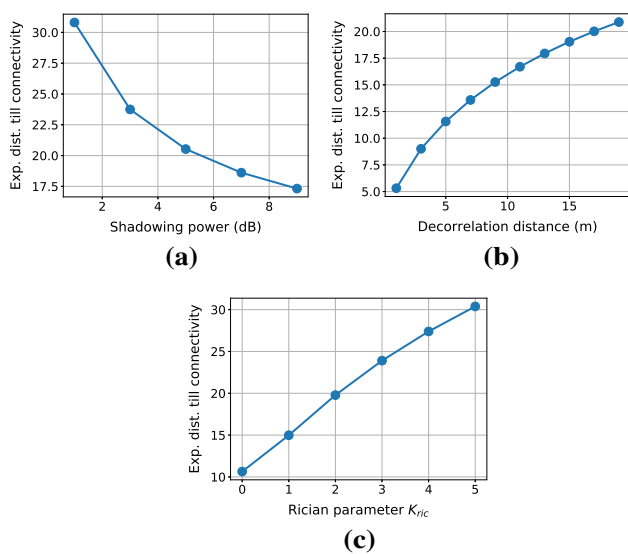 30.0
27.5
25.0
22.5
20.0
17.5
Exp. dist. till connectivity
2 4 6 8
Shadowing power (dB)
(a)
20.0
17.5
15.0
12.5
10.0
7.5
5.0
Exp. dist. till connectivity
5 10 15
Decorrelation distance (m)
(b)
30
25
20
15
10
Exp. dist. till connectivity
0 1 2 3 4 5
Rician parameter K_{ric}
(c)